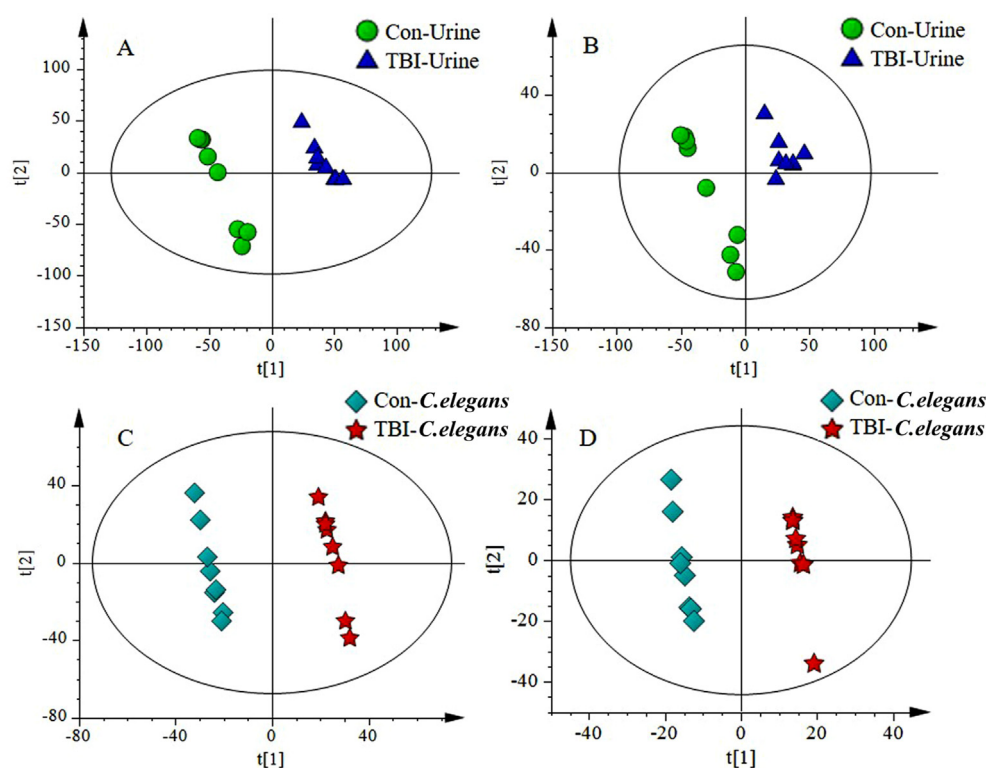 A
Con-Urine
TBI-Urine
100
50
0
-50
-100
-150
t[2]
-150 -100 -50 0 50 100
t[1]
B
Con-Urine
TBI-Urine
40
0
-40
-80
t[2]
-150 -100 -50 0 50 100
t[1]
C
Con-C.elegans
TBI-C.elegans
40
0
-40
-80
t[2]
-80 -40 0 40
t[1]
D
Con-C.elegans
TBI-C.elegans
40
20
0
-20
-40
t[2]
-40 -20 0 20 40
t[1]